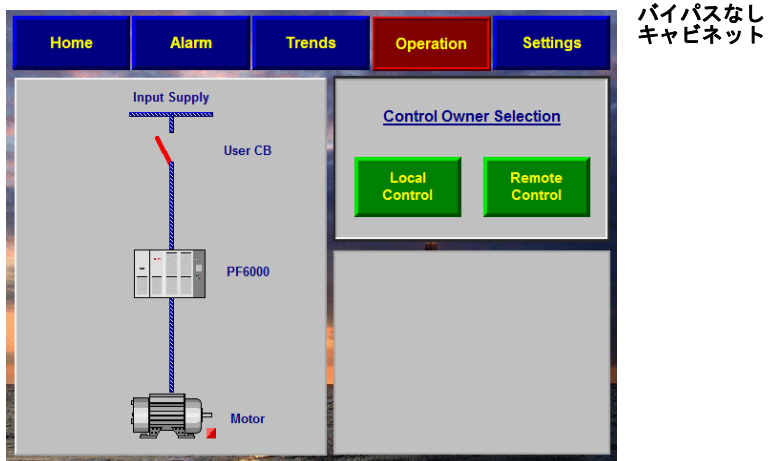 Home
Alarm
Trends
Operation
Settings
バイパスなし
キャビネット
Input Supply
User CB
PF6000
Motor
Control Owner Selection
Local
Control
Remote
Control